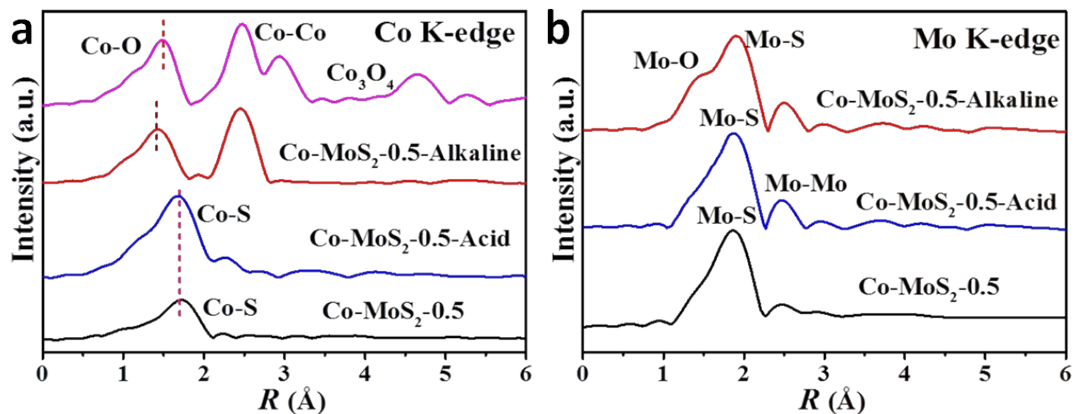 a
Co K-edge
Co-O
Co-Co
Co₃O₄
Co-MoS₂-0.5-Alkaline
Co-S
Co-MoS₂-0.5-Acid
Co-S
Co-MoS₂-0.5
Intensity (a.u.)
0 1 2 3 4 5 6
R (Å)
b
Mo K-edge
Mo-S
Mo-O
Co-MoS₂-0.5-Alkaline
Mo-S
Mo-Mo
Co-MoS₂-0.5-Acid
Mo-S
Co-MoS₂-0.5
Intensity (a.u.)
0 1 2 3 4 5 6
R (Å)